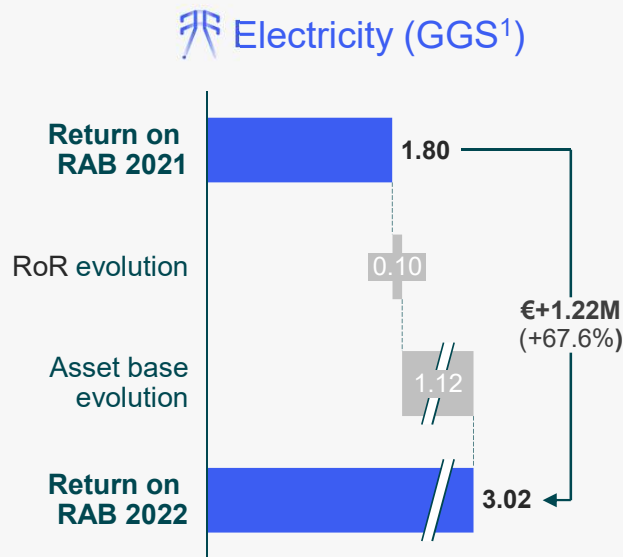 Electricity (GGS¹)
Return on
RAB 2021
1.80
RoR evolution
0.10
€+1.22M
(+67.6%)
Asset base
evolution
1.12
Return on
RAB 2022
3.02